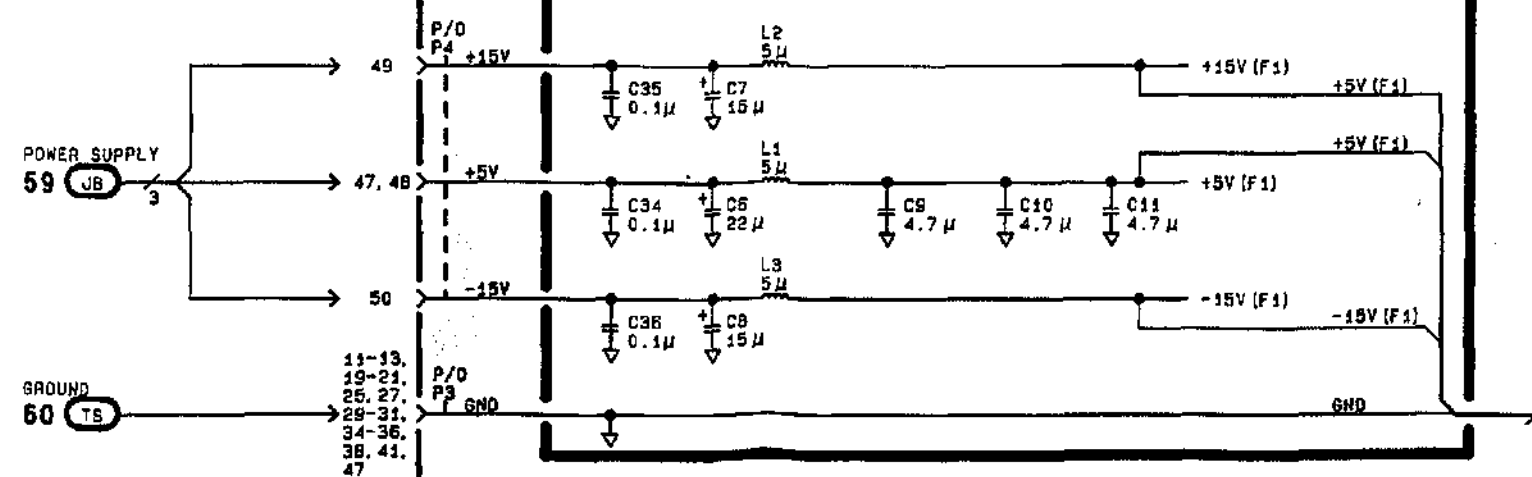 P/O
P4
L2
5μ
49
+15V
+15V (F1)
C35
0.1μ
+
C7
15μ
+5V (F1)
POWER SUPPLY
59
JB
3
47, 48
+5V
L1
5μ
+5V (F1)
+5V (F1)
C34
0.1μ
+
C6
22μ
C9
4.7μ
C10
4.7μ
C11
4.7μ
L3
5μ
50
-15V
-15V (F1)
C36
0.1μ
+
C8
15μ
-15V (F1)
GROUND
60
TS
11-13,
19-21,
25, 27,
29-31,
34-36,
38, 41,
47
P/O
P3
GND
GND